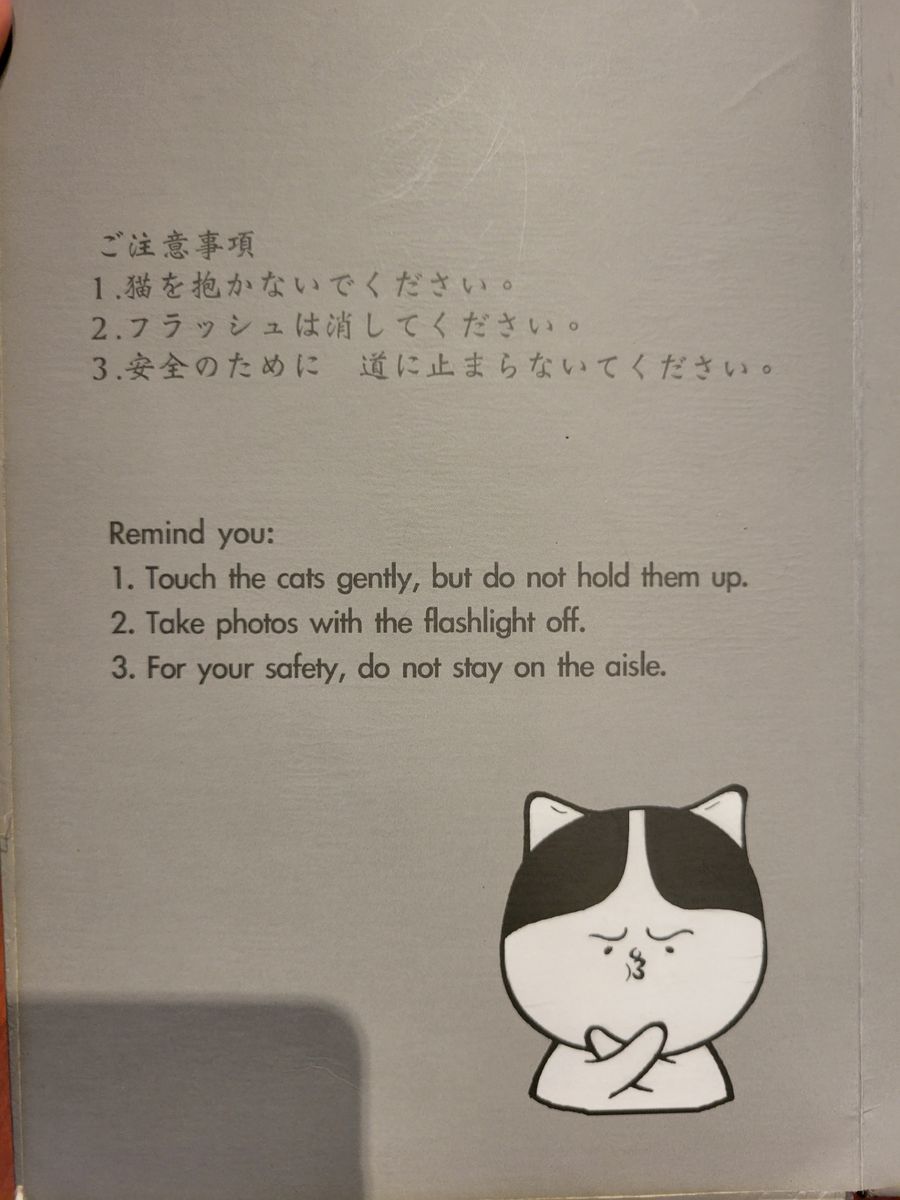 ご注意事項
1.猫を抱かないでください。
2.フラッシュは消してください。
3.安全のために　道に止まらないてください。
Remind you:
1. Touch the cats gently, but do not hold them up.
2. Take photos with the flashlight off.
3. For your safety, do not stay on the aisle.